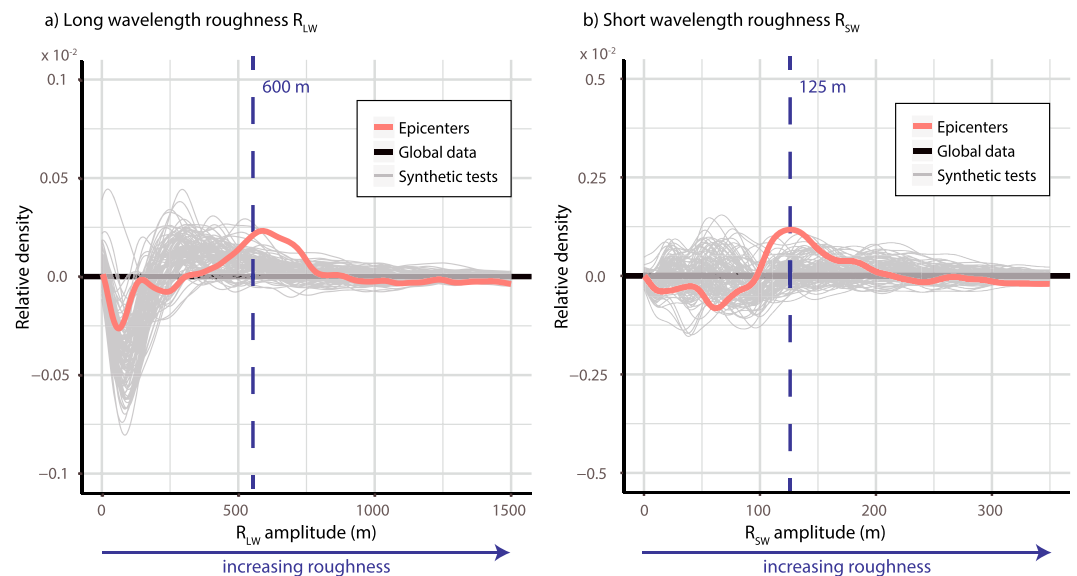 a) Long wavelength roughness R_LW
x 10⁻²
0.1
0.05
0.0
−0.05
−0.1
Relative density
600 m
Epicenters
Global data
Synthetic tests
0
500
1000
1500
R_LW amplitude (m)
increasing roughness
b) Short wavelength roughness R_SW
x 10⁻²
0.5
0.25
0.0
−0.25
−0.5
Relative density
125 m
Epicenters
Global data
Synthetic tests
0
100
200
300
R_SW amplitude (m)
increasing roughness